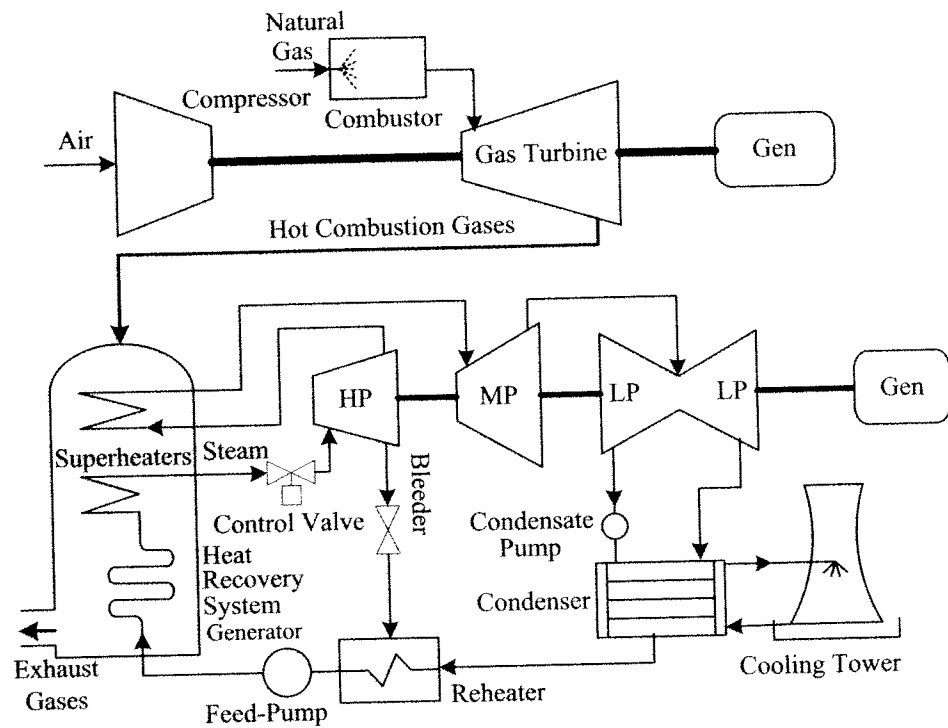 Natural
Gas
Compressor
Combustor
Air
Gas Turbine
Gen
Hot Combustion Gases
HP
MP
LP
LP
Gen
Superheaters
Steam
Control Valve
Bleeder
Condensate
Pump
Heat
Recovery
System
Generator
Condenser
Exhaust
Gases
Feed-Pump
Reheater
Cooling Tower